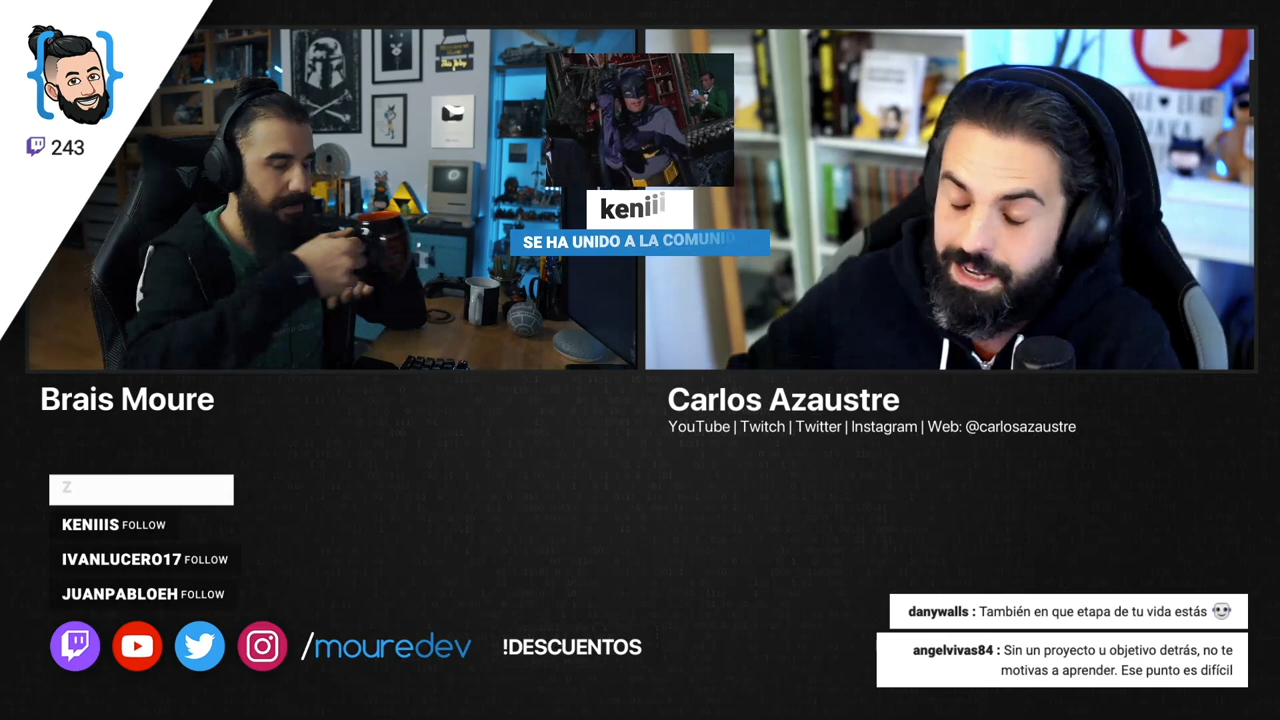 243
keniii
SE HA UNIDO A LA COMUNID
Brais Moure
Carlos Azaustre
YouTube | Twitch | Twitter | Instagram | Web: @carlosazaustre
Z
KENIIIS FOLLOW
IVANLUCERO17 FOLLOW
JUANPABLOEH FOLLOW
/mouredev
!DESCUENTOS
danywalls : También en que etapa de tu vida estás
angelvivas84 : Sin un proyecto u objetivo detrás, no te
motivas a aprender. Ese punto es difícil